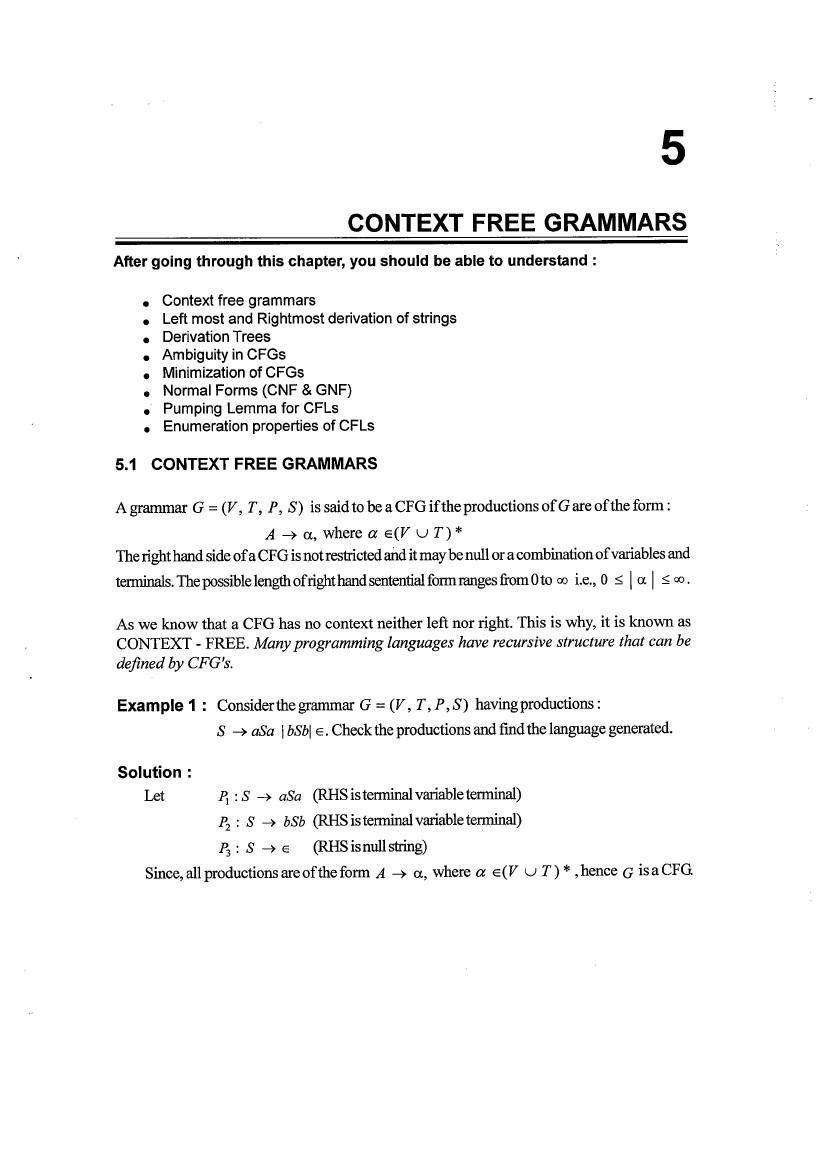 5
CONTEXT FREE GRAMMARS
After going through this chapter, you should be able to understand :
• Context free grammars
• Left most and Rightmost derivation of strings
• Derivation Trees
• Ambiguity in CFGs
• Minimization of CFGs
• Normal Forms (CNF & GNF)
• Pumping Lemma for CFLs
• Enumeration properties of CFLs
5.1 CONTEXT FREE GRAMMARS
A grammar G = (V, T, P, S) is said to be a CFG if the productions of G are of the form :
A → α, where α ∈(V ∪ T) *
The right hand side of a CFG is not restricted and it may be null or a combination of variables and
terminals. The possible length of right hand sentential form ranges from 0 to ∞ i.e., 0 ≤ | α | ≤ ∞.
As we know that a CFG has no context neither left nor right. This is why, it is known as
CONTEXT - FREE. Many programming languages have recursive structure that can be
defined by CFG's.
Example 1 : Consider the grammar G = (V, T, P, S) having productions :
S → aSa | bSb| ∈. Check the productions and find the language generated.
Solution :
Let P₁ : S → aSa (RHS is terminal variable terminal)
P₂ : S → bSb (RHS is terminal variable terminal)
P₃ : S → ∈ (RHS is null string)
Since, all productions are of the form A → α, where α ∈(V ∪ T) * , hence G is a CFG.